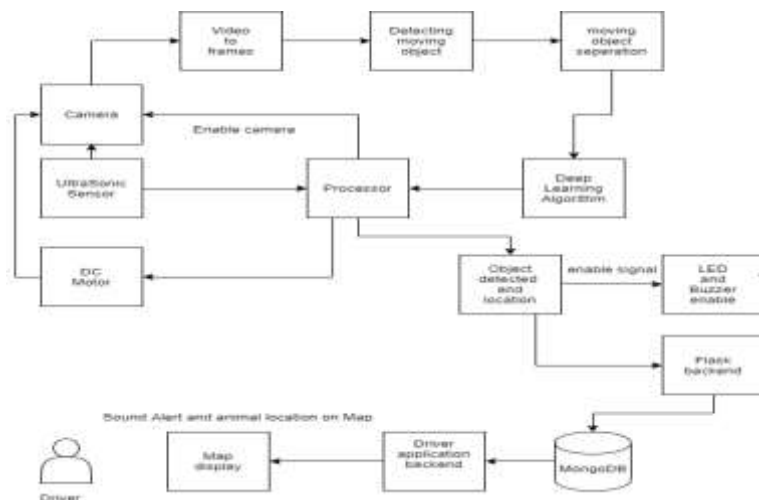 Video
to
frames
Detecting
moving
object
moving
object
separation
Camera
Enable camera
UltraSonic
Sensor
Processor
Deep
Learning
Algorithm
DC
Motor
Object
detected
and
location
enable signal
LED
and
Buzzer
enable
Flask
backend
Sound Alert and animal location on Map
Map
display
Driver
application
backend
MongoDB
Driver